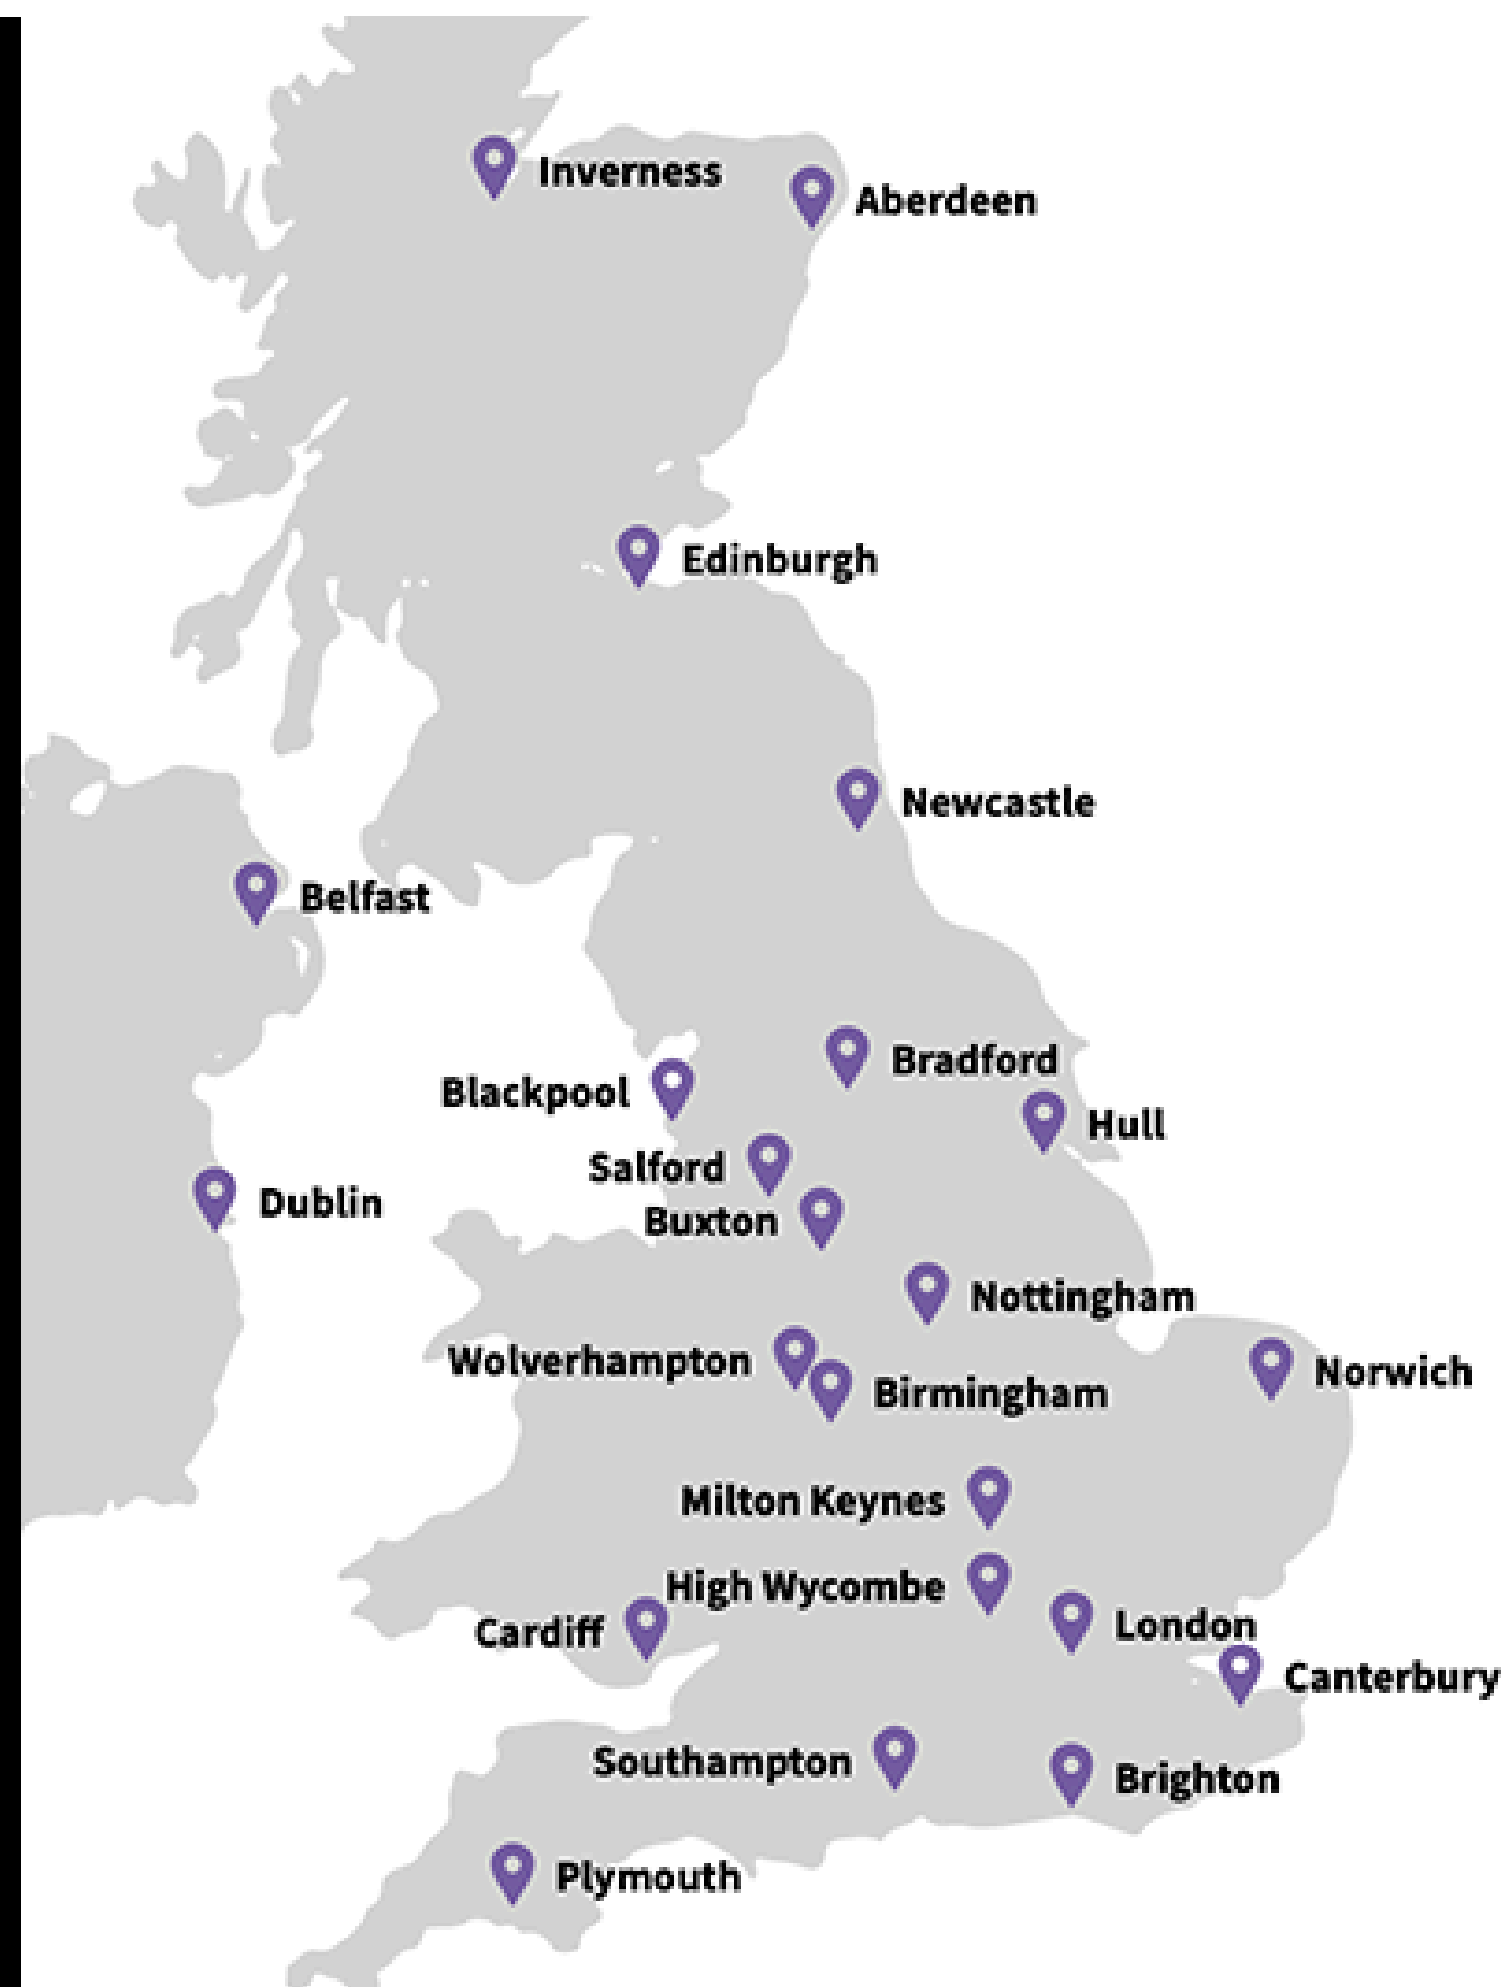 Inverness
Aberdeen
Edinburgh
Newcastle
Belfast
Bradford
Blackpool
Hull
Salford
Dublin
Buxton
Nottingham
Wolverhampton
Norwich
Birmingham
Milton Keynes
High Wycombe
London
Cardiff
Canterbury
Southampton
Brighton
Plymouth